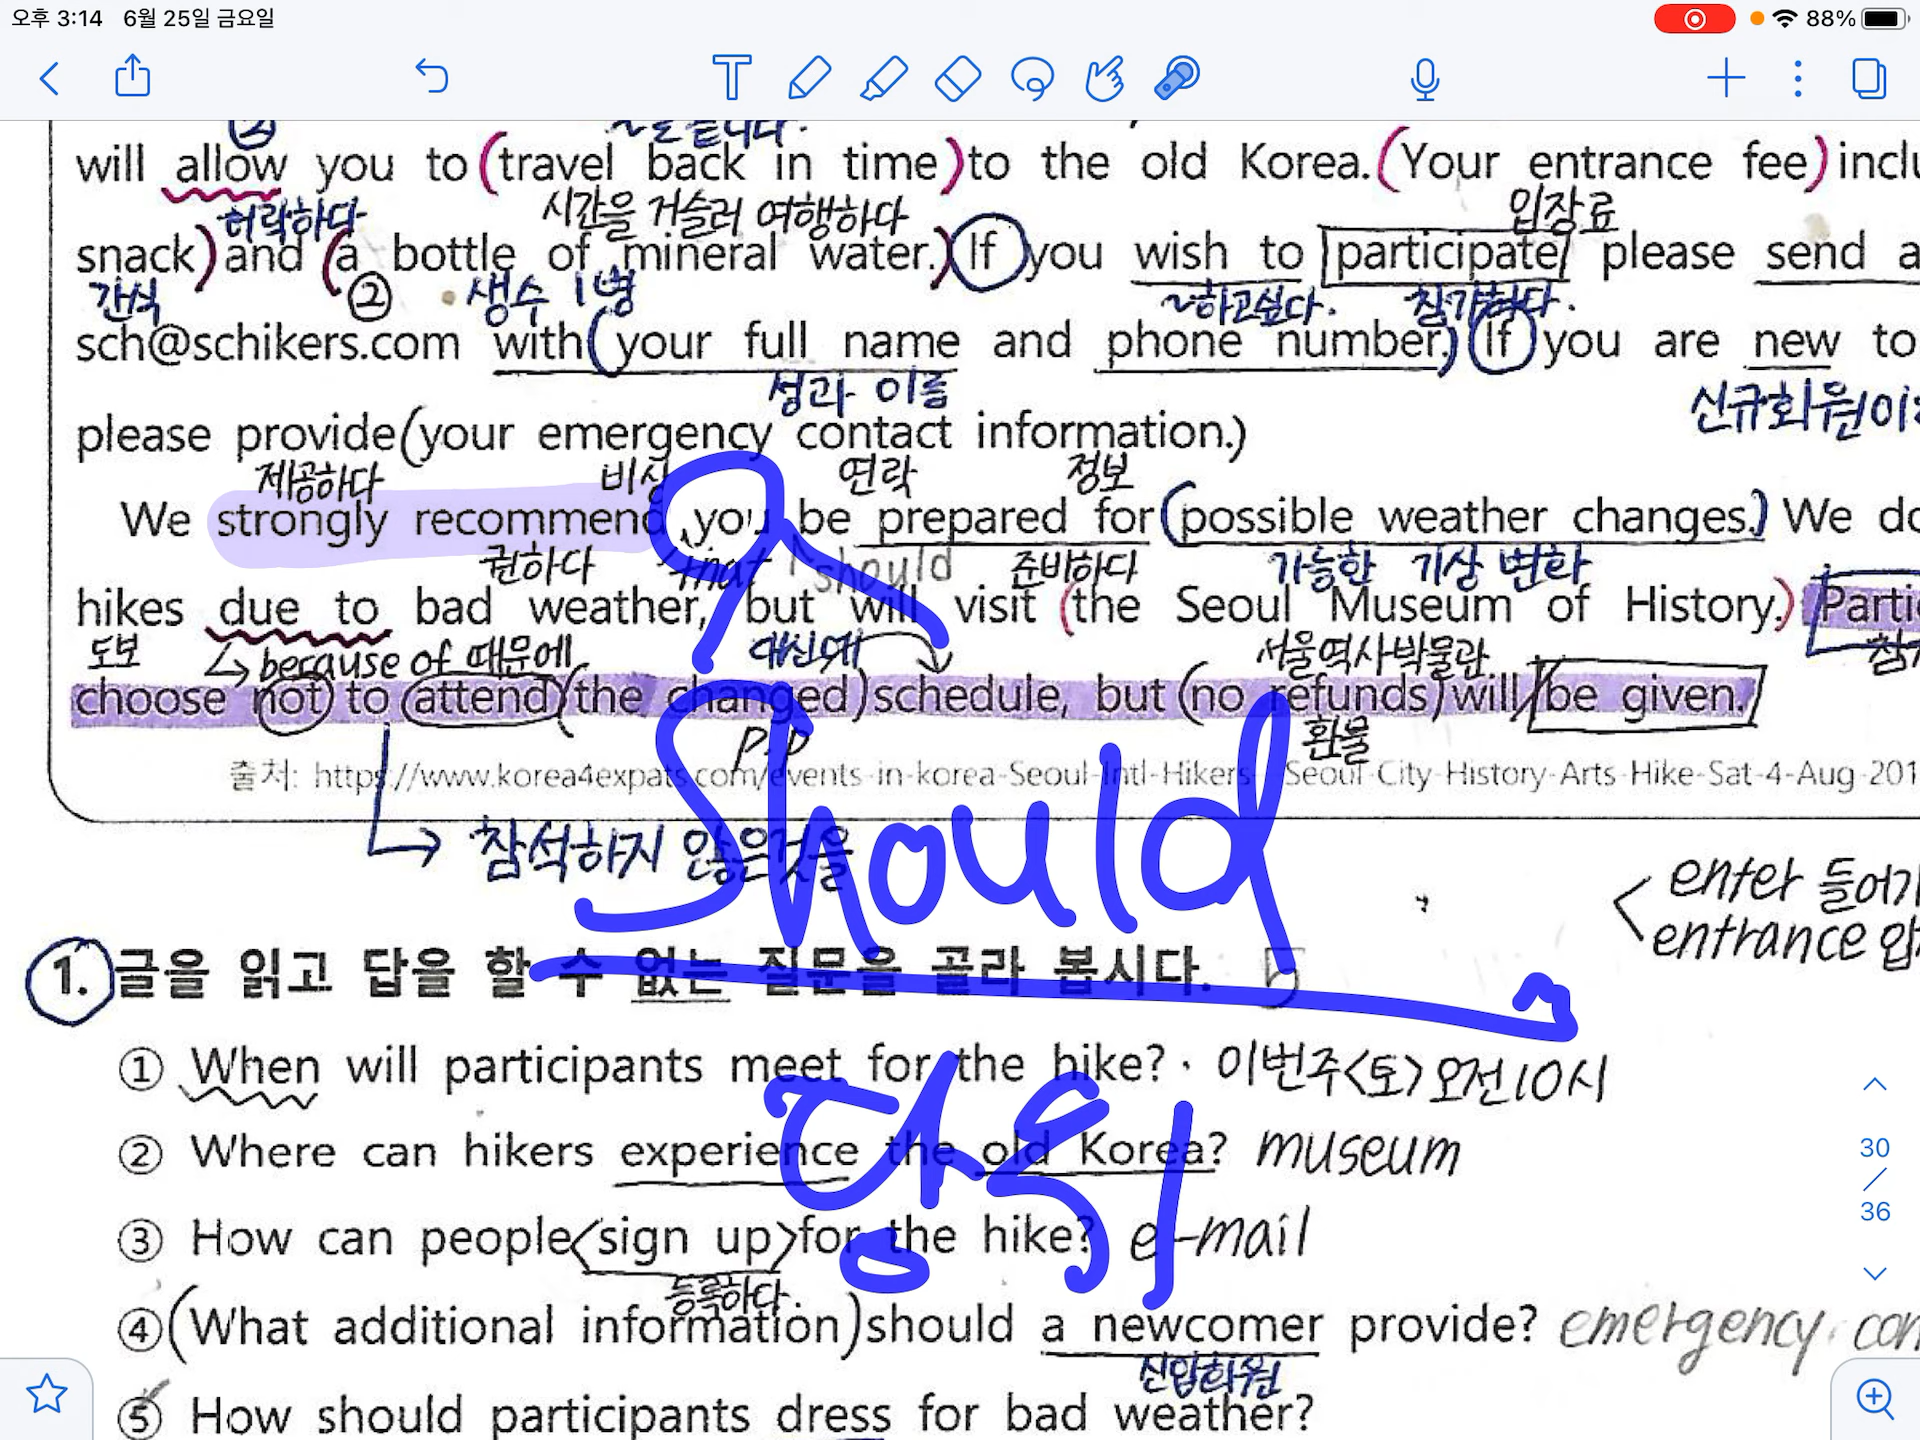 오후 3:14 6월 25일 금요일 88%
②
will allow you to (travel back in time) to the old Korea. (Your entrance fee)
허락하다 시간을 거슬러 여행하다 입장료
snack) and (a bottle of mineral water.) If you wish to participate please send a
간식 ② 생수 1병 ~하고싶다. 참가하다.
sch@schikers.com with (your full name and phone number.) If you are new to
성과 이름 신규회원이
please provide (your emergency contact information.)
제공하다 비상 연락 정보
We strongly recommend you be prepared for (possible weather changes.) We
권하다 that should 준비하다 가능한 기상 변화
hikes due to bad weather, but will visit (the Seoul Museum of History.)
도보 → because of 때문에 대신에 서울역사박물관
choose not to attend (the changed) schedule, but (no refunds) will be given.
p.p 환불
출처: https://www.korea4expats.com/events-in-korea-Seoul-Intl-Hikers- Seoul-City-History-Arts-Hike-Sat-4-Aug-201
Should
→ 참석하지 않은것을
enter
entrance
1. 글을 읽고 답을 할 수 없는 질문을 골라 봅시다. 5
① When will participants meet for the hike? 이번주<토>오전10시
생략
② Where can hikers experience the old Korea? museum
③ How can people <sign up> for the hike? e-mail
등록하다.
④ (What additional information) should a newcomer provide? emergency
신입회원
⑤ How should participants dress for bad weather?
30
/
36